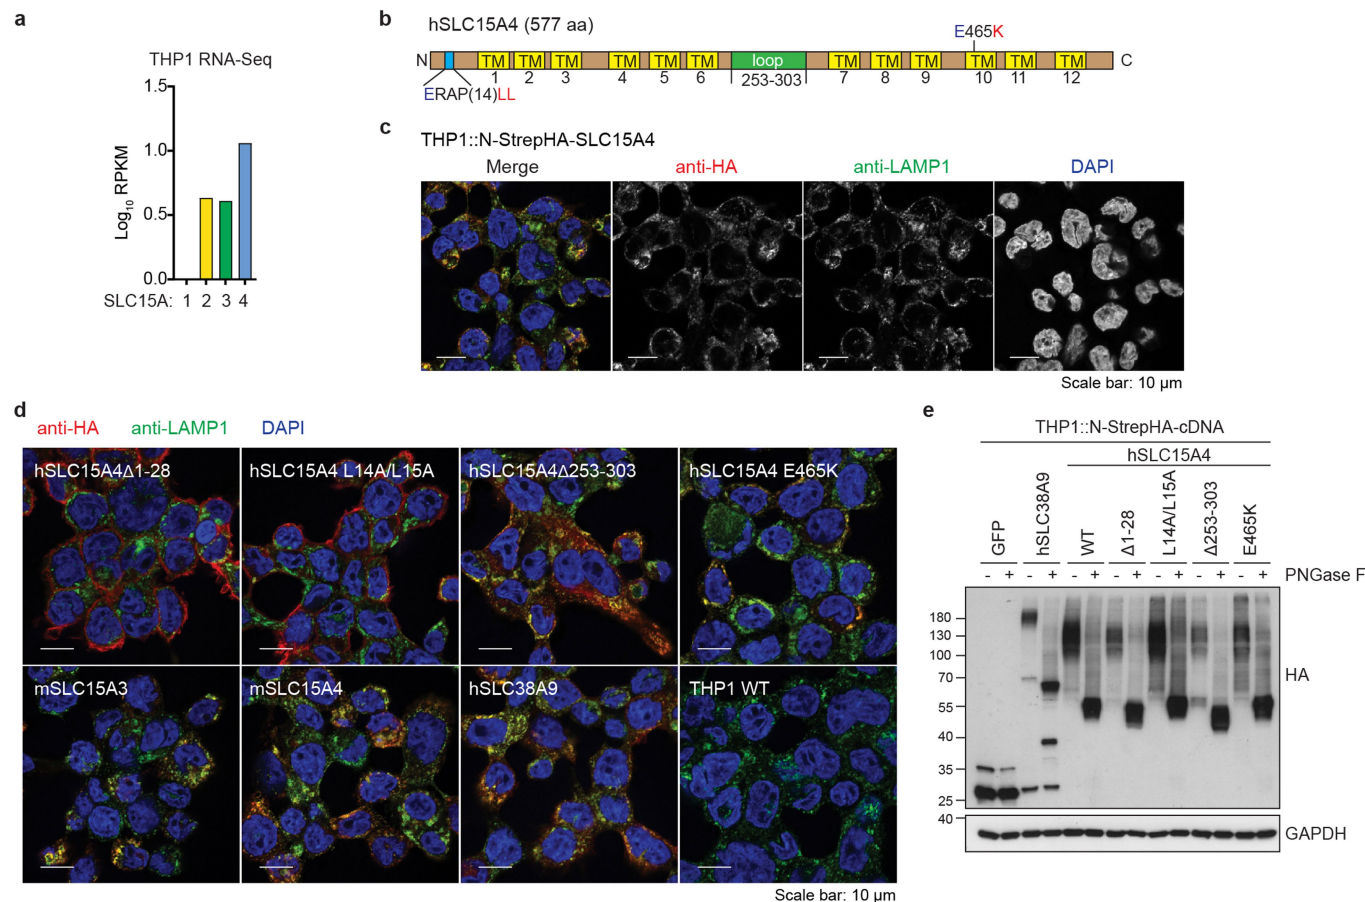 a
THP1 RNA-Seq
Log10 RPKM
1.5
1.0
0.5
0.0
SLC15A: 1 2 3 4
b
hSLC15A4 (577 aa)
E465K
N TM TM TM TM TM TM loop TM TM TM TM TM TM C
1 2 3 4 5 6 253-303 7 8 9 10 11 12
ERAP(14)LL
c
THP1::N-StrepHA-SLC15A4
Merge anti-HA anti-LAMP1 DAPI
Scale bar: 10 µm
d
anti-HA anti-LAMP1 DAPI
hSLC15A4Δ1-28 hSLC15A4 L14A/L15A hSLC15A4Δ253-303 hSLC15A4 E465K
mSLC15A3 mSLC15A4 hSLC38A9 THP1 WT
Scale bar: 10 µm
e
THP1::N-StrepHA-cDNA
hSLC15A4
GFP
hSLC38A9
WT
Δ1-28
L14A/L15A
Δ253-303
E465K
- + - + - + - + - + - + - + PNGase F
180
130
100
70
55
40
35
25
HA
40
GAPDH